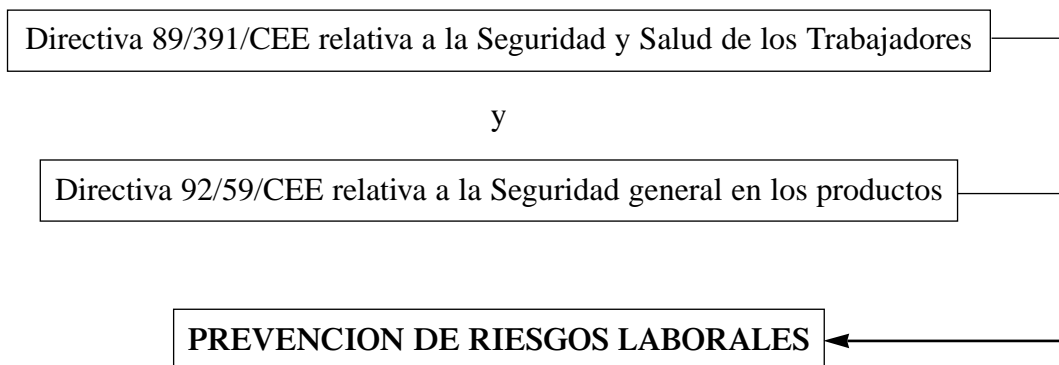 Directiva 89/391/CEE relativa a la Seguridad y Salud de los Trabajadores
y
Directiva 92/59/CEE relativa a la Seguridad general en los productos
PREVENCION DE RIESGOS LABORALES